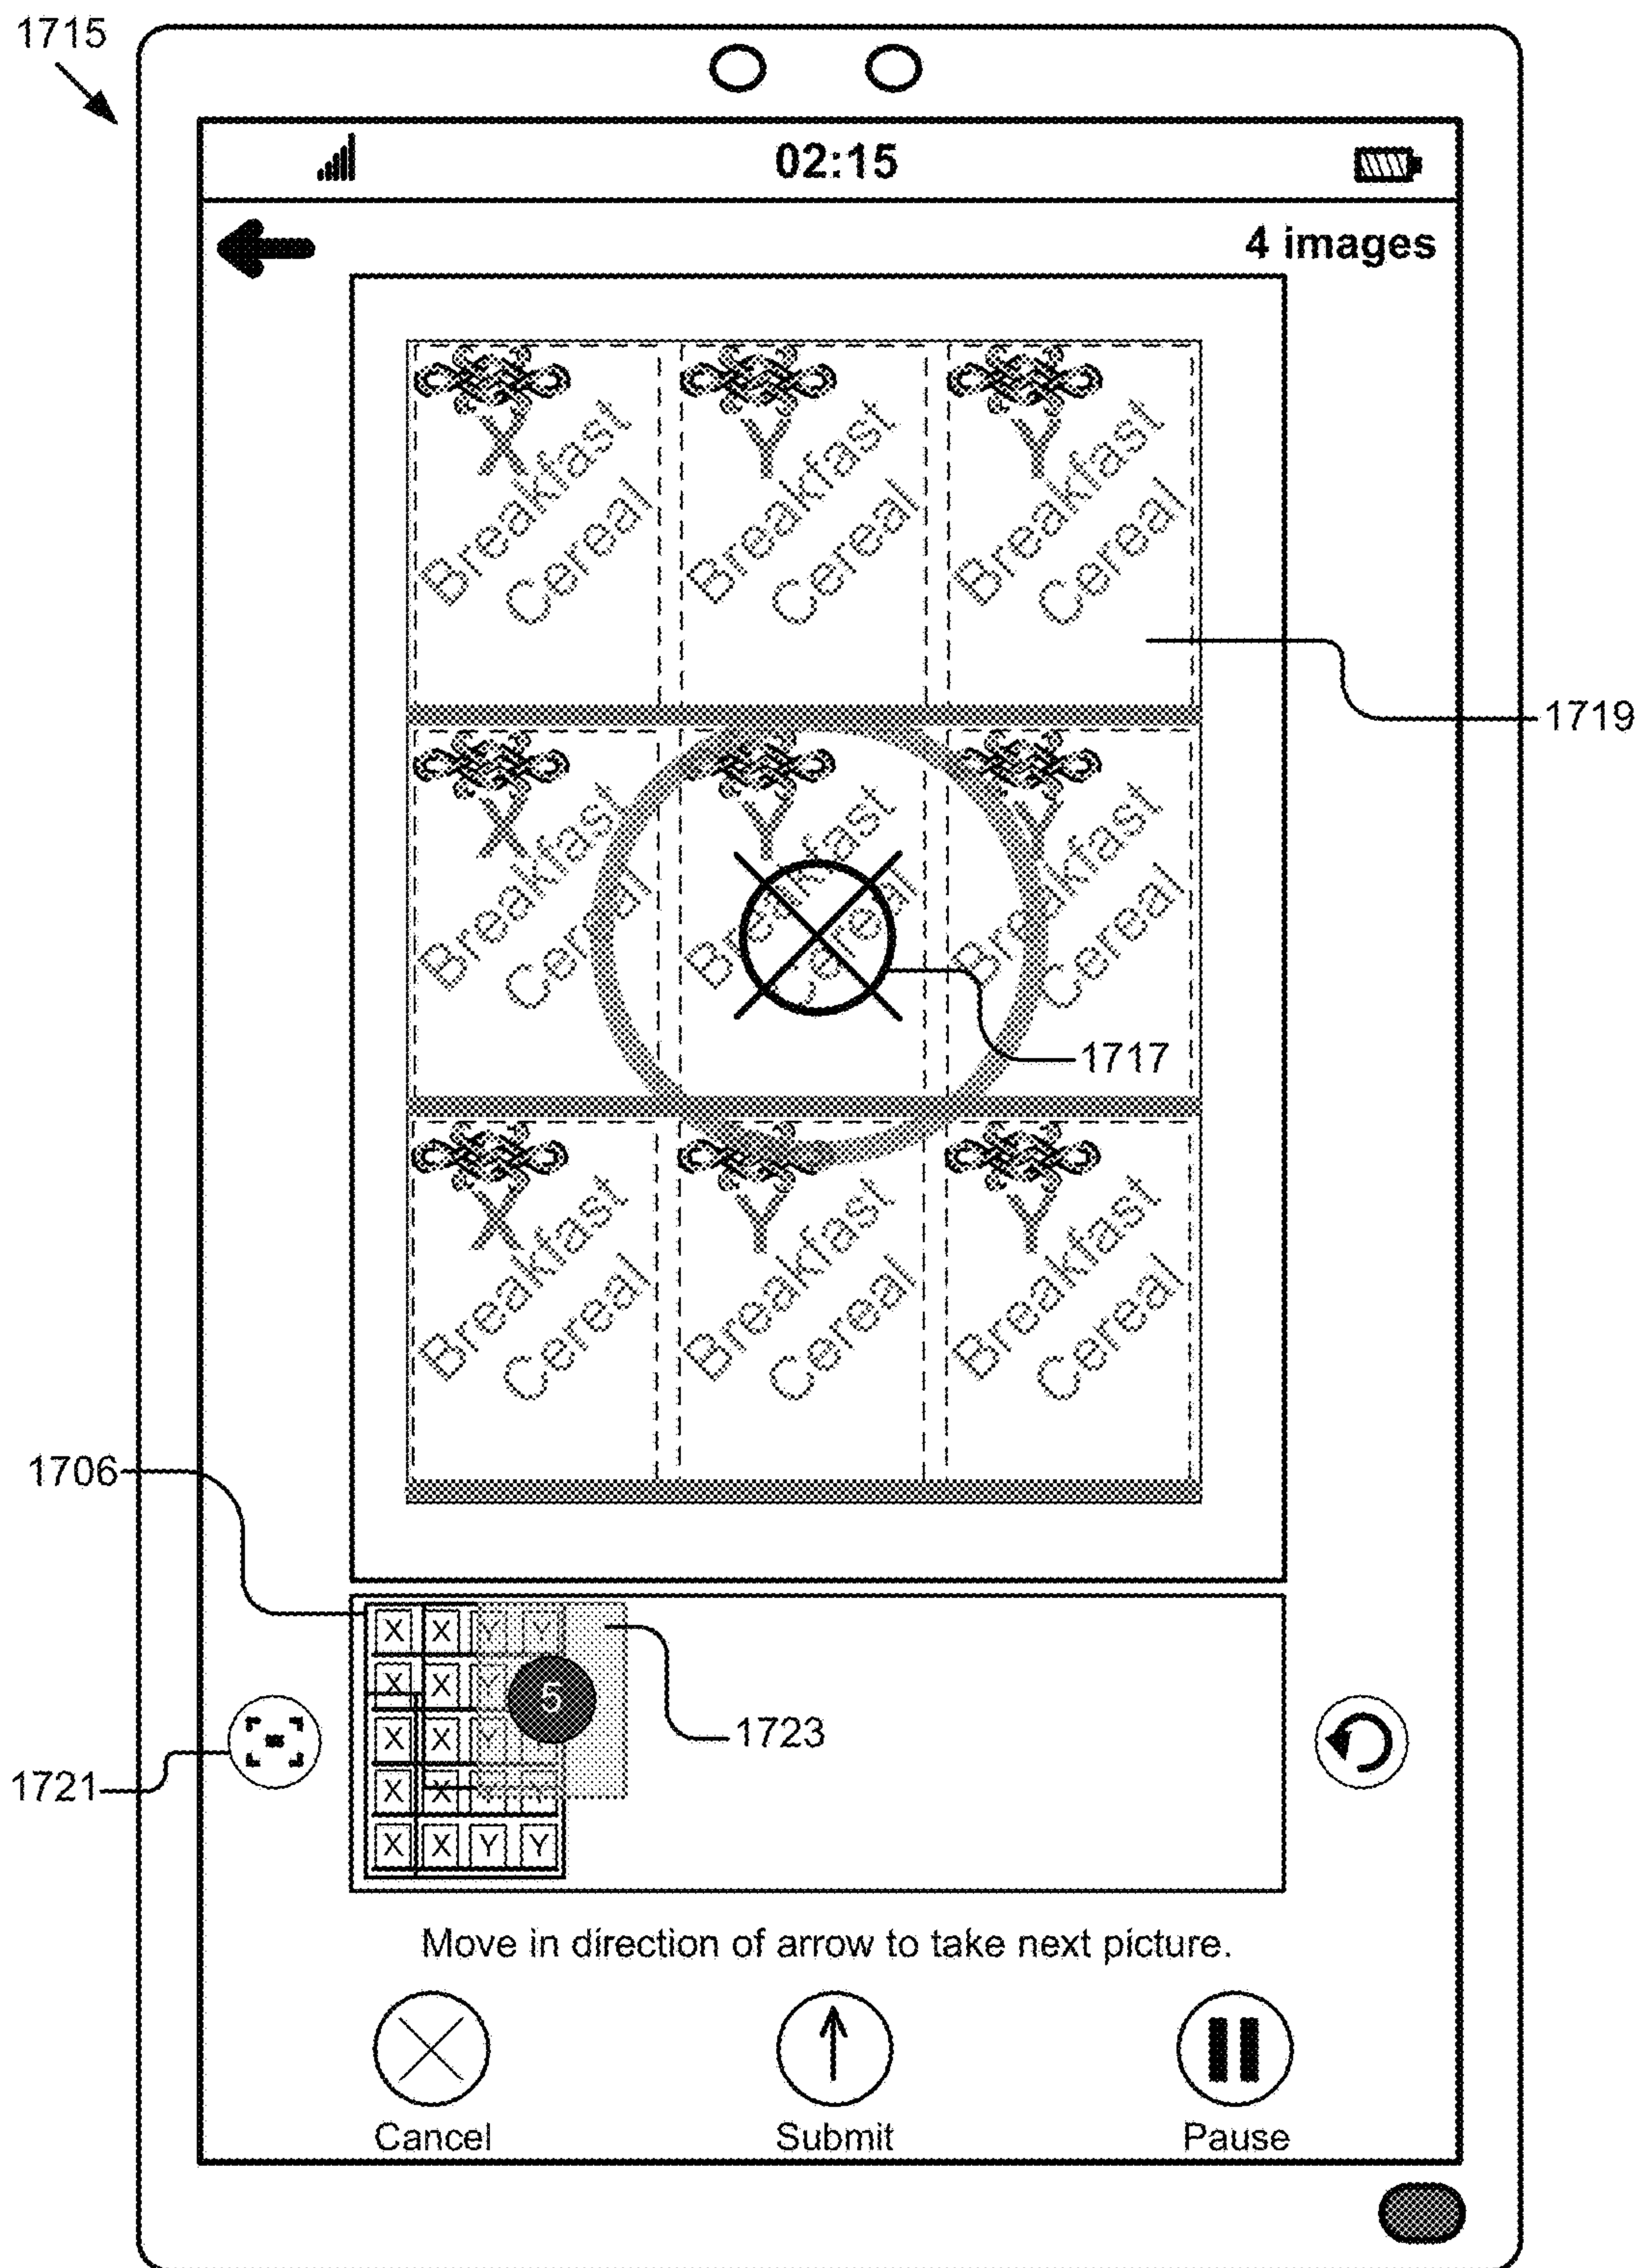 1715
02:15
4 images
X Y Y
Breakfast Cereal Breakfast Cereal Breakfast Cereal
1719
X Y Y
Breakfast Cereal Breakfast Cereal Breakfast Cereal
1717
X Y Y
Breakfast Cereal Breakfast Cereal Breakfast Cereal
1706
X X Y Y
X X Y
5
1723
X X Y
1721
X X
X X Y Y
Move in direction of arrow to take next picture.
Cancel Submit Pause